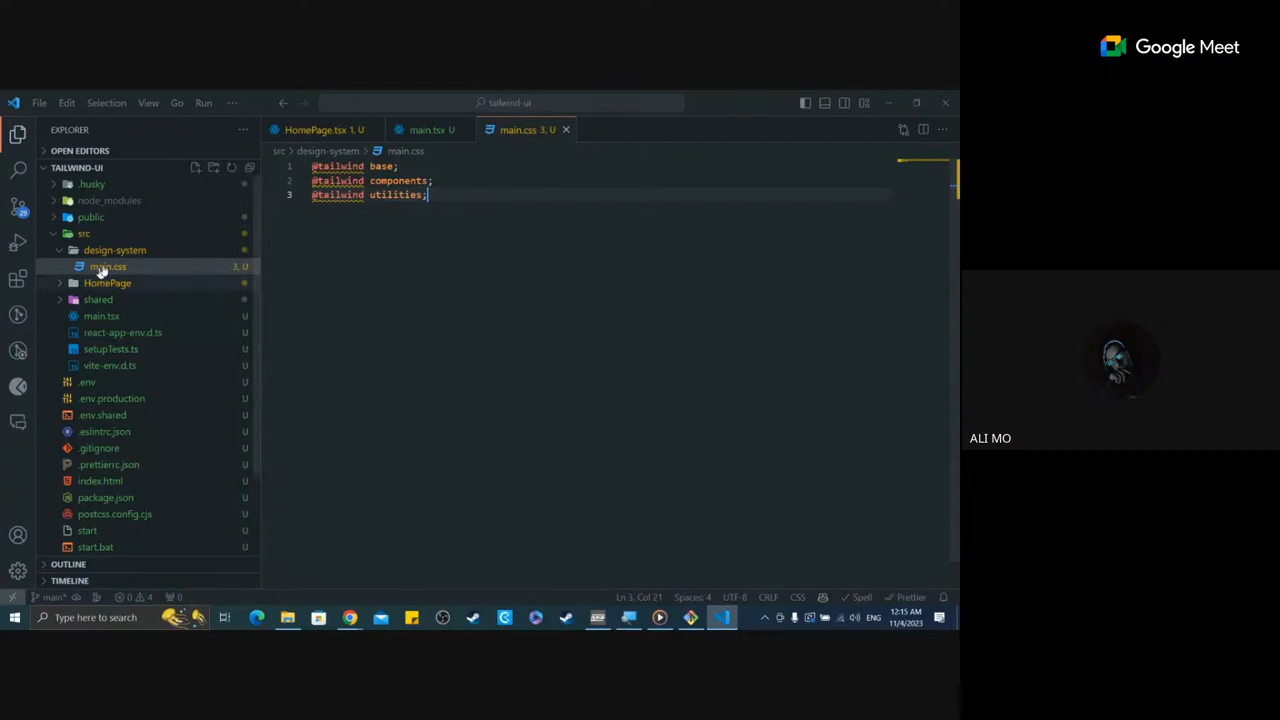 Google Meet
File Edit Selection View Go Run ···
tailwind-ui
EXPLORER
HomePage.tsx 1, U
main.tsx U
main.css 3, U
OPEN EDITORS
src > design-system > main.css
TAILWIND-UI
1 @tailwind base;
2 @tailwind components;
3 @tailwind utilities;
.husky
node_modules
public
src
design-system
main.css 3, U
HomePage
shared
main.tsx U
react-app-env.d.ts U
setupTests.ts U
vite-env.d.ts U
.env U
.env.production U
.env.shared U
.eslintrc.json U
.gitignore U
.prettierrc.json U
index.html U
package.json U
postcss.config.cjs U
start U
start.bat U
OUTLINE
TIMELINE
29
main* 0 4 0
Ln 3, Col 21 Spaces: 4 UTF-8 CRLF CSS Spell Prettier
Type here to search
ENG
12:15 AM
11/4/2023
ALI MO